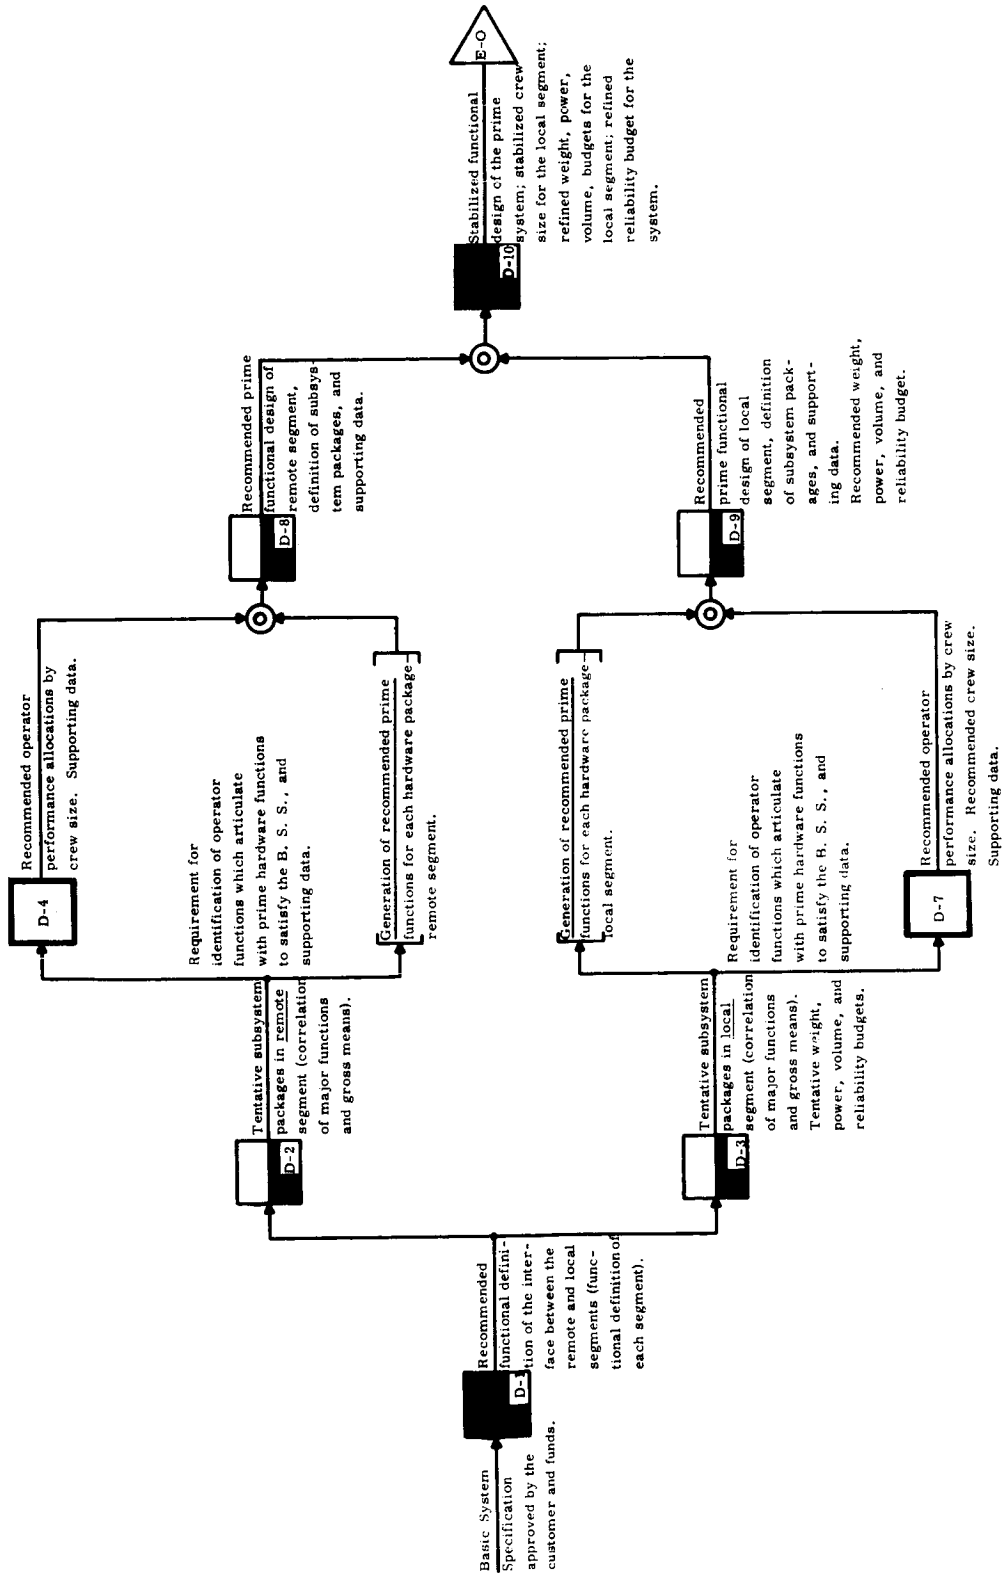 Basic System
Specification
approved by the
customer and funds.
D-1
Recommended
functional defini-
tion of the inter-
face between the
remote and local
segments (func-
tional definition of
each segment).
D-2
Tentative subsystem
packages in remote
segment (correlation
of major functions
and gross means).
Requirement for
identification of operator
functions which articulate
with prime hardware functions
to satisfy the B. S. S., and
supporting data.
D-4
Recommended operator
performance allocations by
crew size. Supporting data.
Generation of recommended prime
functions for each hardware package-
remote segment.
D-8
Recommended prime
functional design of
remote segment,
definition of subsys-
tem packages, and
supporting data.
D-3
Tentative subsystem
packages in local
segment (correlation
of major functions
and gross means).
Tentative weight,
power, volume, and
reliability budgets.
Generation of recommended prime
functions for each hardware package-
local segment.
Requirement for
identification of operator
functions which articulate
with prime hardware functions
to satisfy the B. S. S., and
supporting data.
D-7
Recommended operator
performance allocations by crew
size. Recommended crew size.
Supporting data.
D-9
Recommended
prime functional
design of local
segment, definition
of subsystem pack-
ages, and support-
ing data.
Recommended weight,
power, volume, and
reliability budget.
D-10
Stabilized functional
design of the prime
system; stabilized crew
size for the local segment;
refined weight, power,
volume, budgets for the
local segment; refined
reliability budget for the
system.
E-O